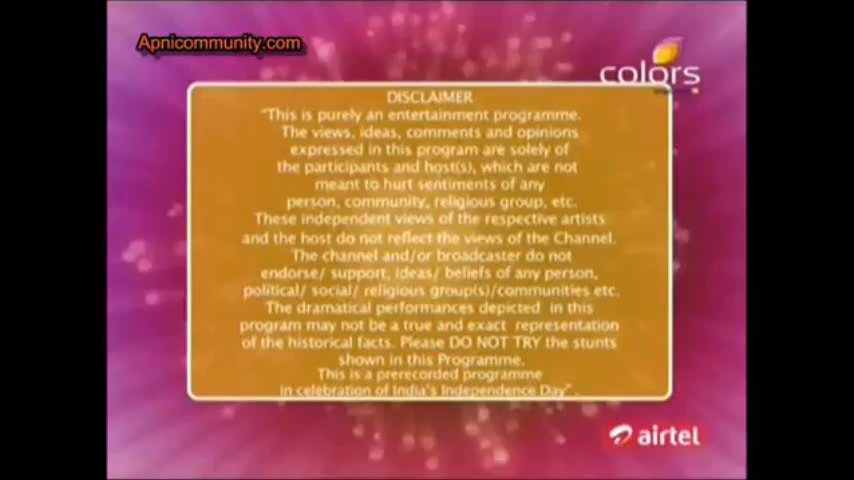 Apnicommunity.com
colors
DISCLAIMER
"This is purely an entertainment programme.
The views, ideas, comments and opinions
expressed in this program are solely of
the participants and host(s), which are not
meant to hurt sentiments of any
person, community, religious group, etc.
These independent views of the respective artists
and the host do not reflect the views of the Channel.
The channel and/or broadcaster do not
endorse/ support, ideas/ beliefs of any person,
political/ social/ religious group(s)/communities etc.
The dramatical performances depicted in this
program may not be a true and exact representation
of the historical facts. Please DO NOT TRY the stunts
shown in this Programme.
This is a prerecorded programme
in celebration of India's Independence Day".
airtel